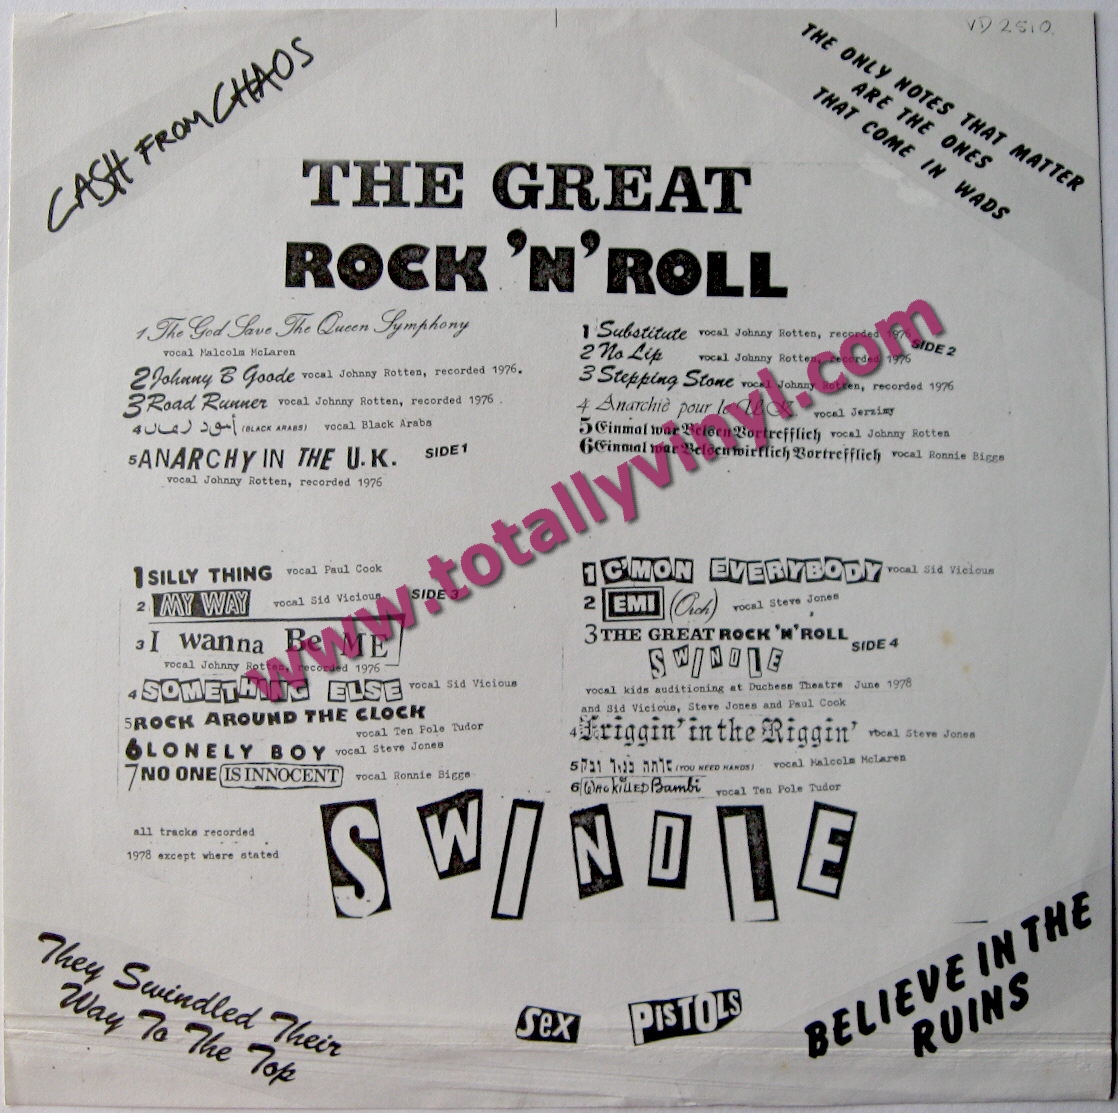 VD 2510
CASH FROM CHAOS
THE ONLY NOTES THAT MATTER
ARE THE ONES
THAT COME IN WADS
THE GREAT
ROCK 'N' ROLL
1 The God Save The Queen Symphony
vocal Malcolm McLaren
2 Johnny B Goode vocal Johnny Rotten, recorded 1976.
3 Road Runner vocal Johnny Rotten, recorded 1976.
4 (BLACK ARABS) vocal Black Arabs
5 ANARCHY IN THE U.K. SIDE 1
vocal Johnny Rotten, recorded 1976
1 Substitute vocal Johnny Rotten, recorded 1976
SIDE 2
2 No Lip vocal Johnny Rotten, recorded 1976
3 Stepping Stone vocal Johnny Rotten, recorded 1976
4 Anarchie pour le U.K. vocal Jerzimy
5 Einmal war Belsen Vortrefflich vocal Johnny Rotten
6 Einmal war Belsen wirklich Vortrefflich vocal Ronnie Biggs
www.totallyvinyl.com
1 SILLY THING vocal Paul Cook
2 MY WAY vocal Sid Vicious SIDE 3
3 I wanna Be ME
vocal Johnny Rotten, recorded 1976
4 SOMETHING ELSE vocal Sid Vicious
5 ROCK AROUND THE CLOCK
vocal Ten Pole Tudor
6 LONELY BOY vocal Steve Jones
7 NO ONE IS INNOCENT vocal Ronnie Biggs
all tracks recorded
1978 except where stated
1 C'MON EVERYBODY vocal Sid Vicious
2 EMI (Orch) vocal Steve Jones
3 THE GREAT ROCK 'N' ROLL SIDE 4
SWINDLE
vocal kids auditioning at Duchess Theatre June 1978
and Sid Vicious, Steve Jones and Paul Cook
4 Friggin' in the Riggin' vocal Steve Jones
5 (YOU NEED HANDS) vocal Malcolm McLaren
6 WHO KILLED Bambi vocal Ten Pole Tudor
SWINDLE
They Swindled Their
Way To The Top
Sex PISTOLS
BELIEVE IN THE
RUINS